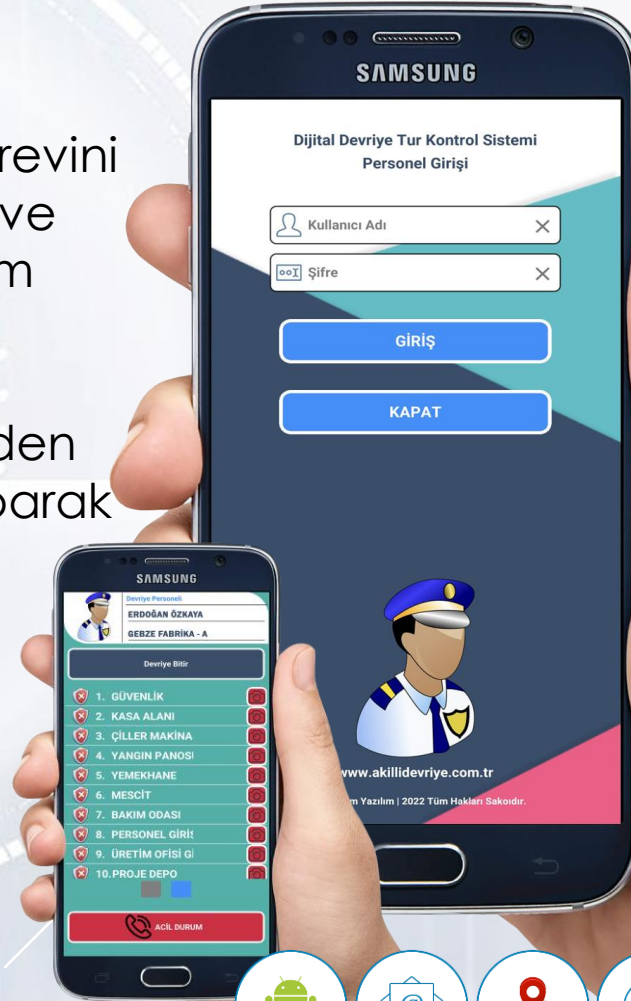 revini
ve
m
den
parak
SAMSUNG
Dijital Devriye Tur Kontrol Sistemi
Personel Girişi
Kullanıcı Adı
Şifre
GİRİŞ
KAPAT
www.akillidevriye.com.tr
m Yazılım | 2022 Tüm Hakları Sakoıdır.
SAMSUNG
Devriye Personeli
ERDOĞAN ÖZKAYA
GEBZE FABRİKA - A
Devriye Bitir
1. GÜVENLİK
2. KASA ALANI
3. ÇİLLER MAKİNA
4. YANGIN PANOSU
5. YEMEKHANE
6. MESCİT
7. BAKIM ODASI
8. PERSONEL GİRİŞ
9. ÜRETİM OFİSİ Gİ
10.PROJE DEPO
ACİL DURUM
@